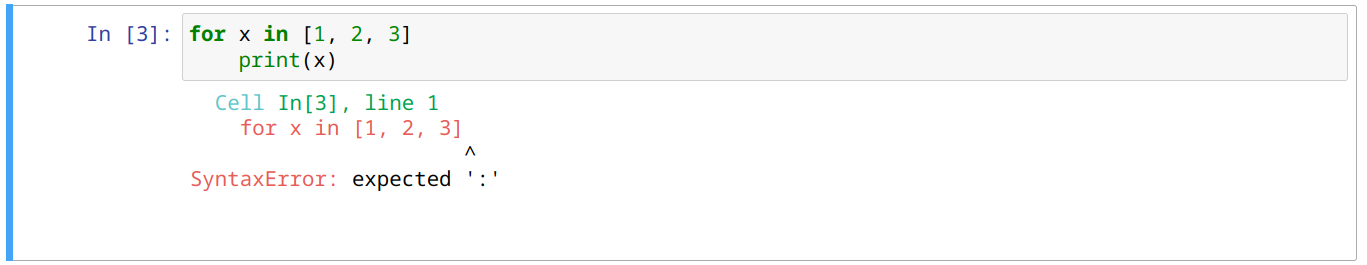 In [3]: for x in [1, 2, 3]
    print(x)
Cell In[3], line 1
    for x in [1, 2, 3]
                      ^
SyntaxError: expected ':'